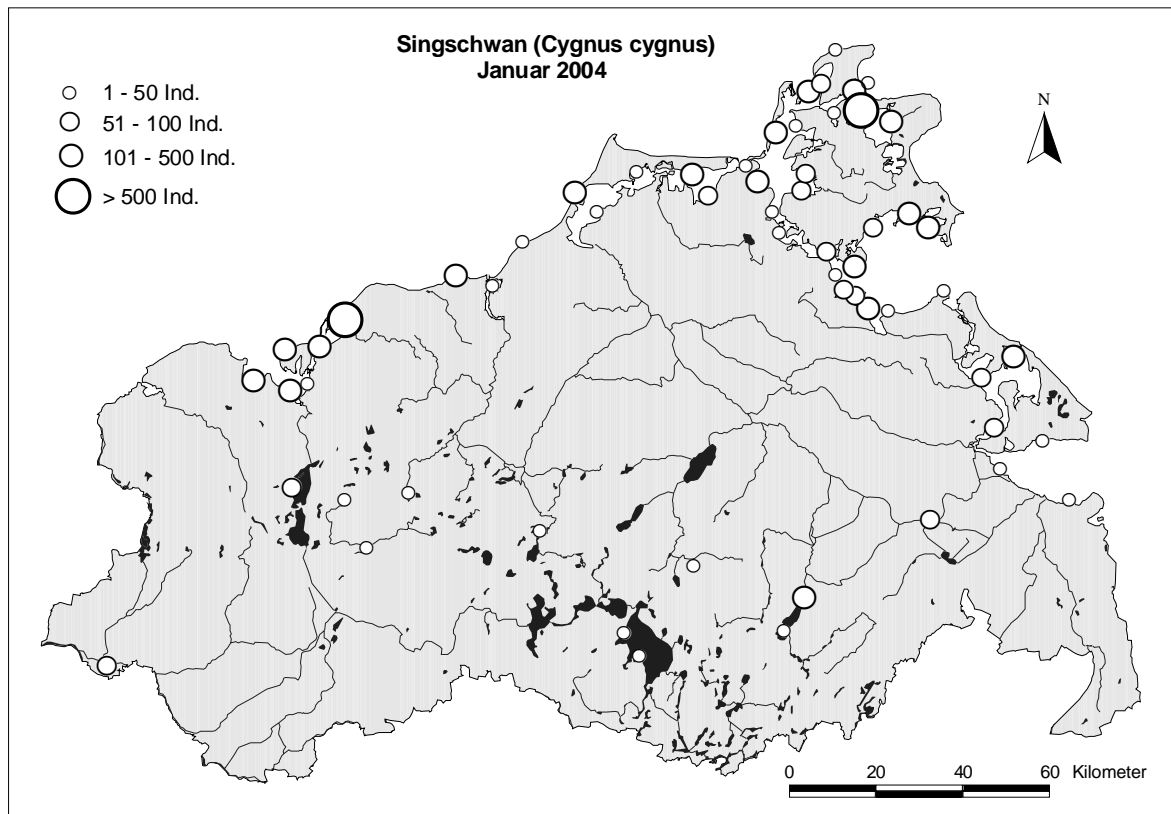 Singschwan (Cygnus cygnus)
Januar 2004
1 - 50 Ind.
51 - 100 Ind.
101 - 500 Ind.
> 500 Ind.
N
0 20 40 60 Kilometer